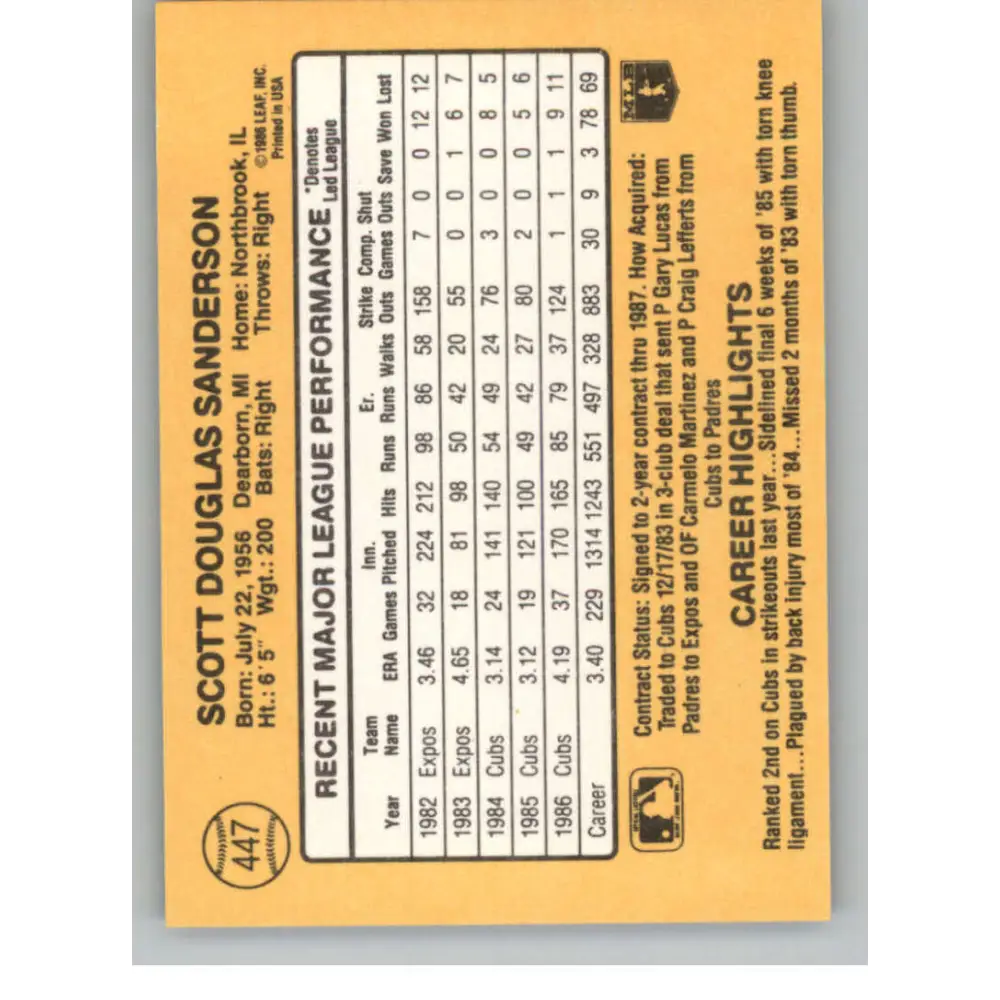 447
SCOTT DOUGLAS SANDERSON
Born: July 22, 1956 Dearborn, MI Home: Northbrook, IL
Ht.: 6' 5" Wgt.: 200 Bats: Right Throws: Right
©1986 LEAF, INC.
Printed in USA
RECENT MAJOR LEAGUE PERFORMANCE *Denotes Led League
Year Team Name ERA Games Inn. Pitched Hits Runs Er. Runs Walks Strike Outs Comp. Games Shut Outs Save Won Lost
1982 Expos 3.46 32 224 212 98 86 58 158 7 0 0 12 12
1983 Expos 4.65 18 81 98 50 42 20 55 0 0 1 6 7
1984 Cubs 3.14 24 141 140 54 49 24 76 3 0 0 8 5
1985 Cubs 3.12 19 121 100 49 42 27 80 2 0 0 5 6
1986 Cubs 4.19 37 170 165 85 79 37 124 1 1 1 9 11
Career 3.40 229 1314 1243 551 497 328 883 30 9 3 78 69
MLB
Contract Status: Signed to 2-year contract thru 1987. How Acquired:
Traded to Cubs 12/17/83 in 3-club deal that sent P Gary Lucas from
Padres to Expos and OF Carmelo Martinez and P Craig Lefferts from
Cubs to Padres
CAREER HIGHLIGHTS
Ranked 2nd on Cubs in strikeouts last year...Sidelined final 6 weeks of '85 with torn knee
ligament...Plagued by back injury most of '84...Missed 2 months of '83 with torn thumb.